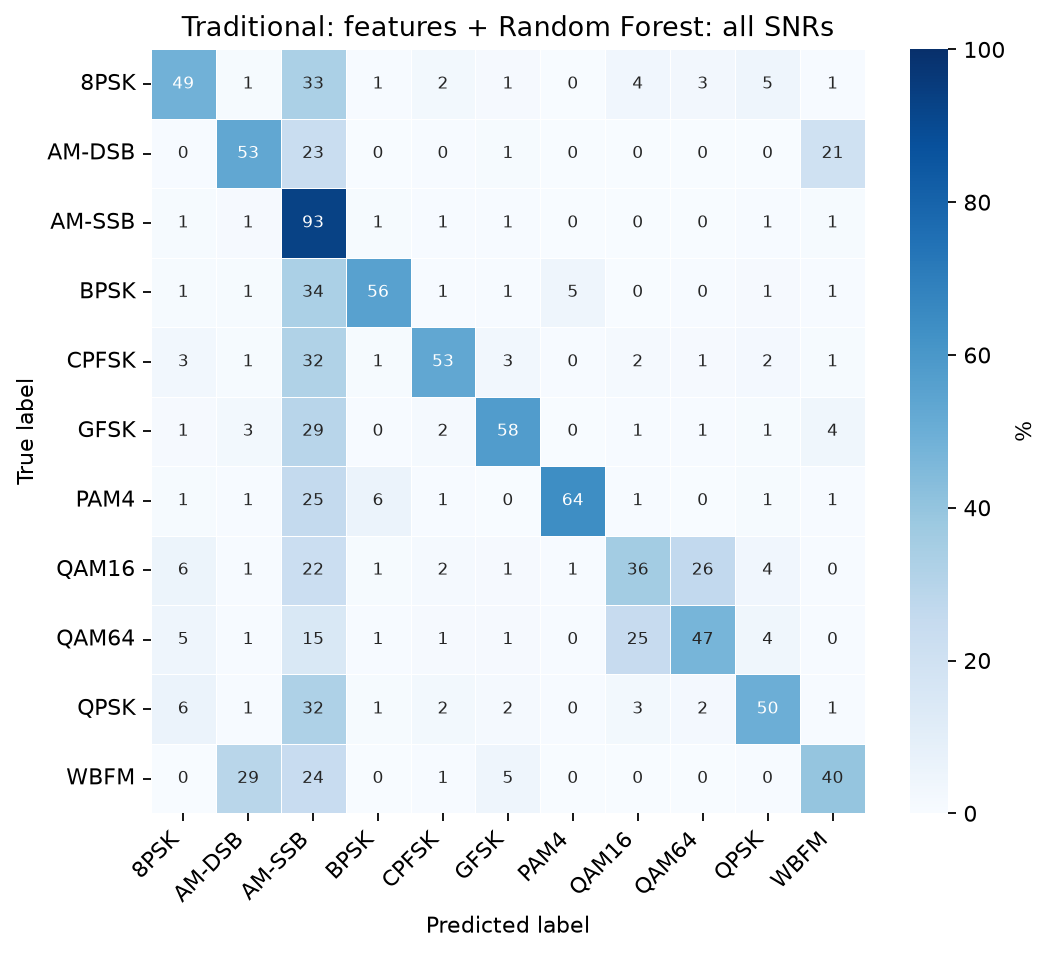 Traditional: features + Random Forest: all SNRs
8PSK 49 1 33 1 2 1 0 4 3 5 1
AM-DSB 0 53 23 0 0 1 0 0 0 0 21
AM-SSB 1 1 93 1 1 1 0 0 0 1 1
BPSK 1 1 34 56 1 1 5 0 0 1 1
CPFSK 3 1 32 1 53 3 0 2 1 2 1
GFSK 1 3 29 0 2 58 0 1 1 1 4
PAM4 1 1 25 6 1 0 64 1 0 1 1
QAM16 6 1 22 1 2 1 1 36 26 4 0
QAM64 5 1 15 1 1 1 0 25 47 4 0
QPSK 6 1 32 1 2 2 0 3 2 50 1
WBFM 0 29 24 0 1 5 0 0 0 0 40
8PSK AM-DSB AM-SSB BPSK CPFSK GFSK PAM4 QAM16 QAM64 QPSK WBFM
Predicted label
True label
100
80
60
40
20
0
%